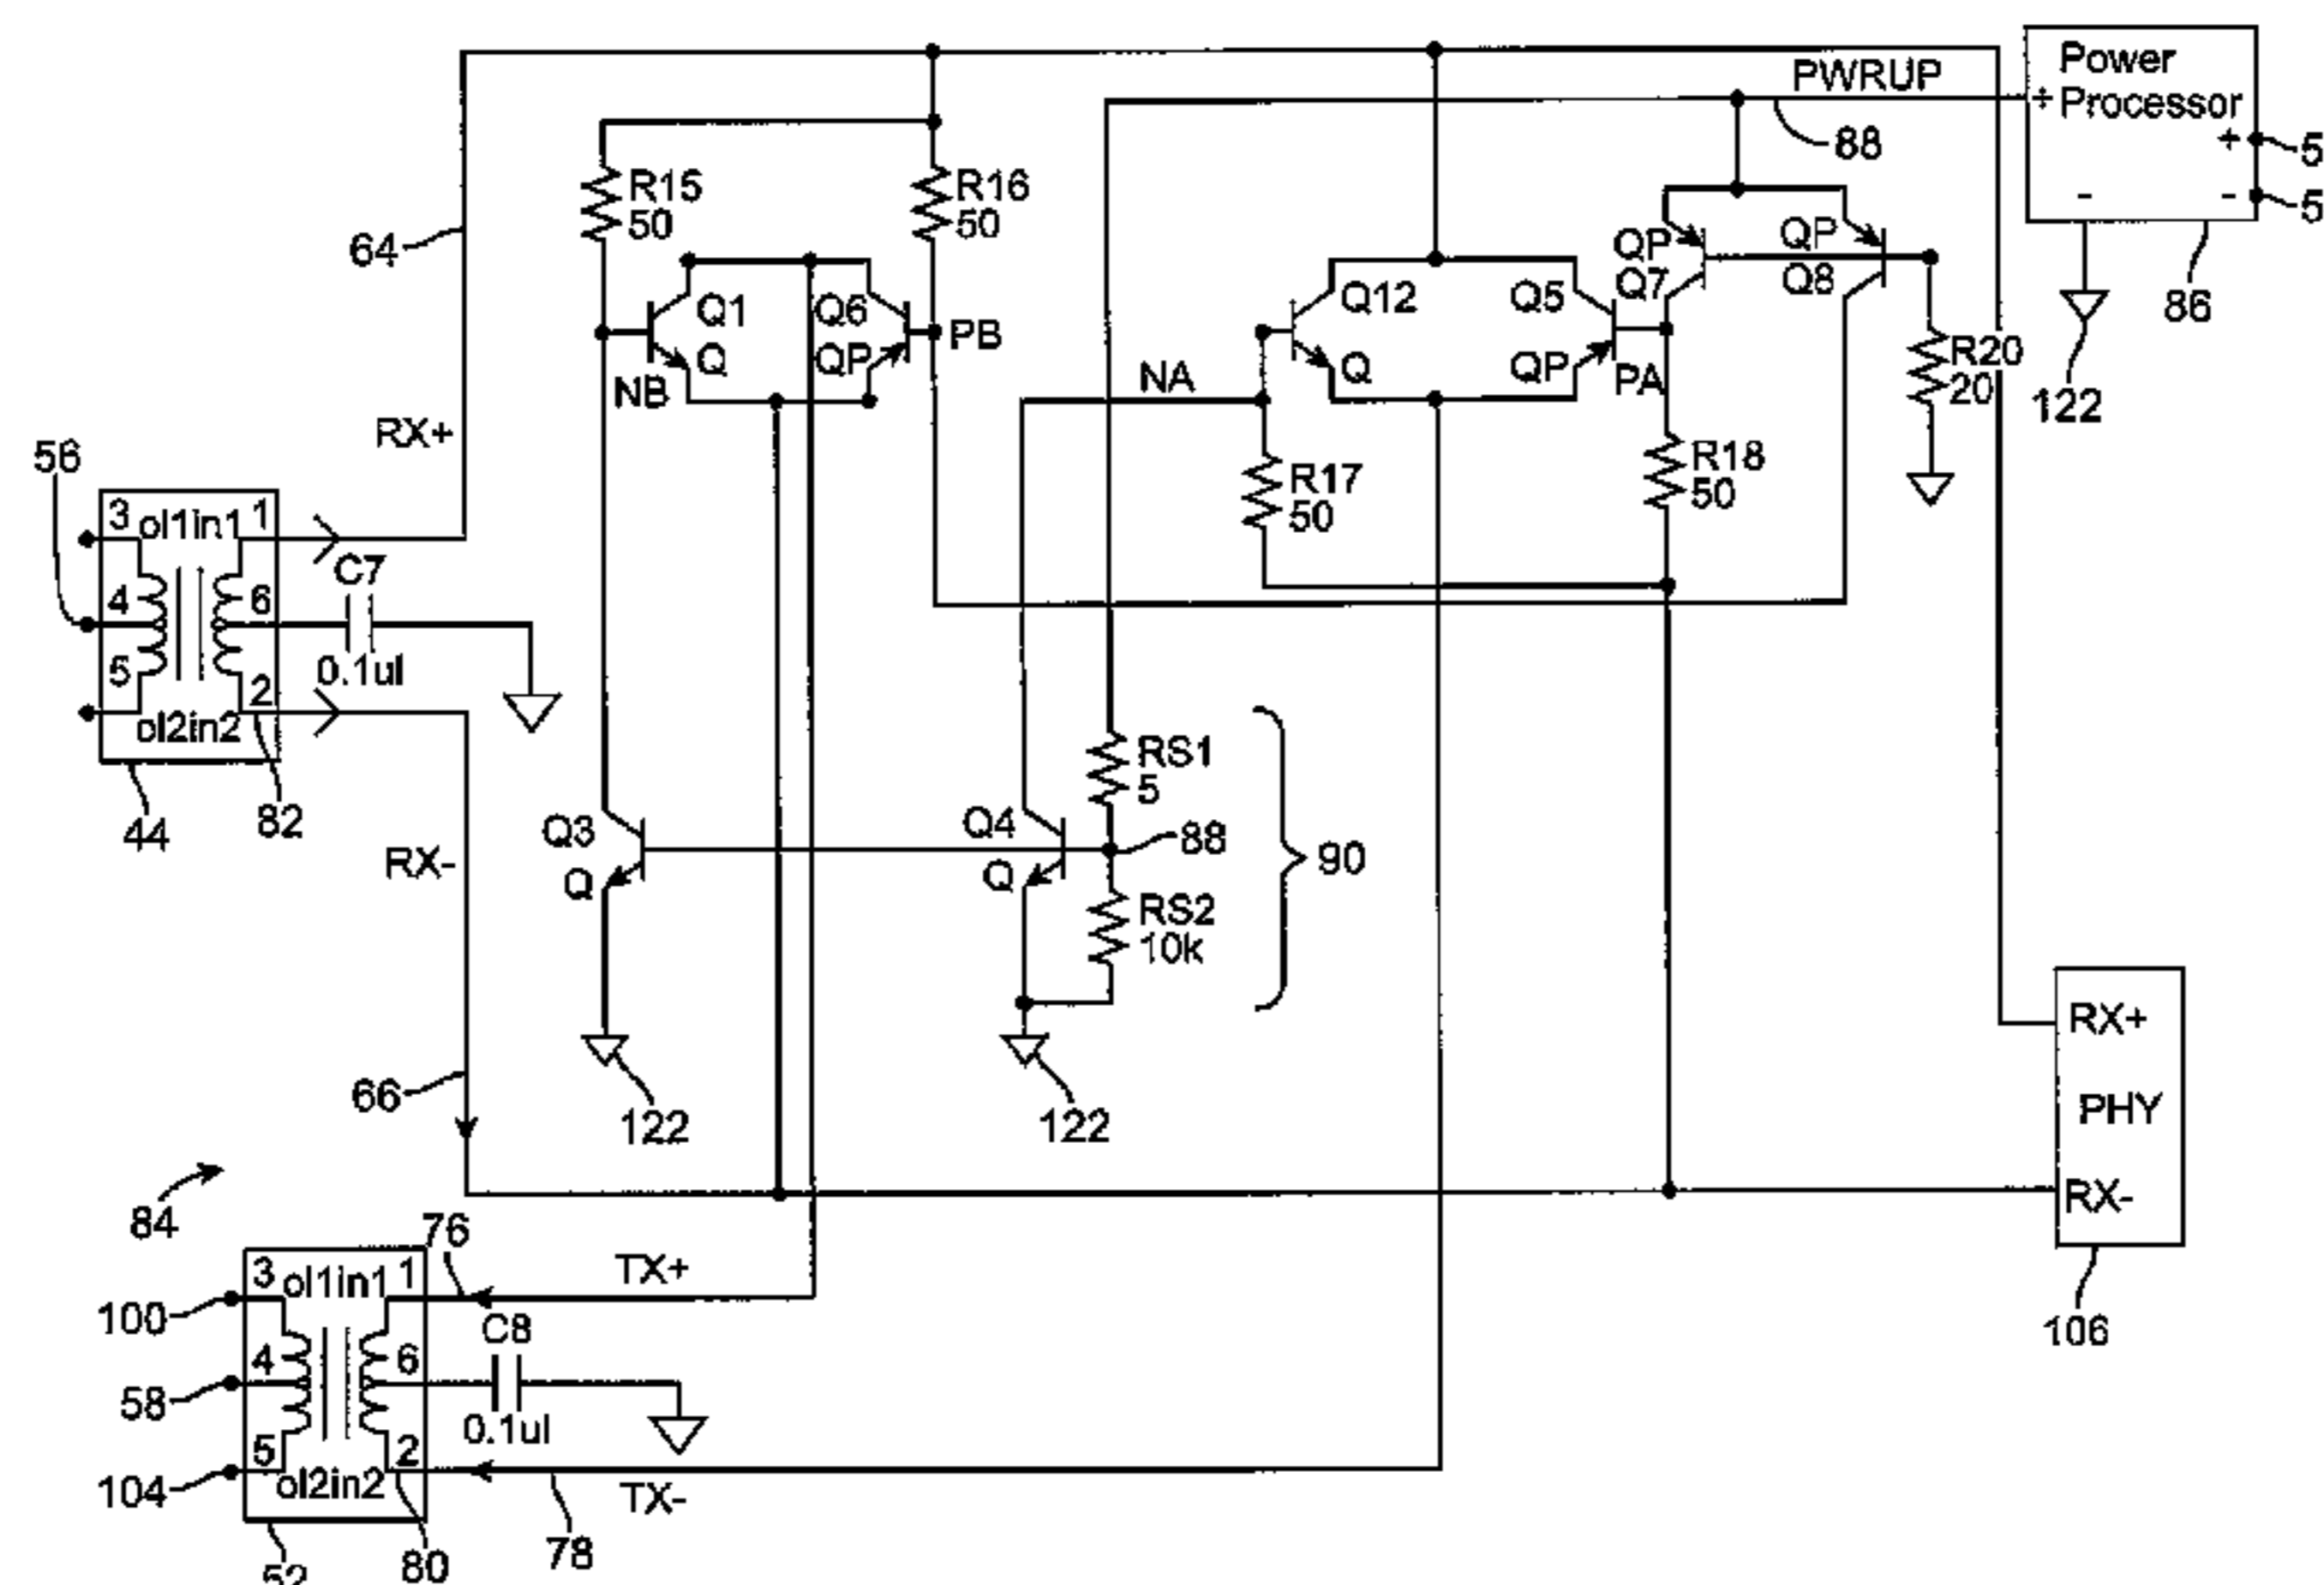 Power
PWRUP
+ Processor
+
5
-
-
5
88
86
R15
50
R16
50
64
QP
Q7
QP
Q8
Q1
Q
NB
Q6
QP
PB
Q12
Q
Q5
QP
PA
R20
20
122
NA
RX+
R17
50
R18
50
56
3
ol1in1
1
4
6
5
2
ol2in2
C7
0.1ul
44
82
RX-
Q3
Q
Q4
Q
RS1
5
88
90
RS2
10k
66
122
122
RX+
PHY
RX-
106
84
76
3
ol1in1
1
TX+
100
C8
4
6
58
0.1ul
5
2
104
ol2in2
TX-
52
80
78